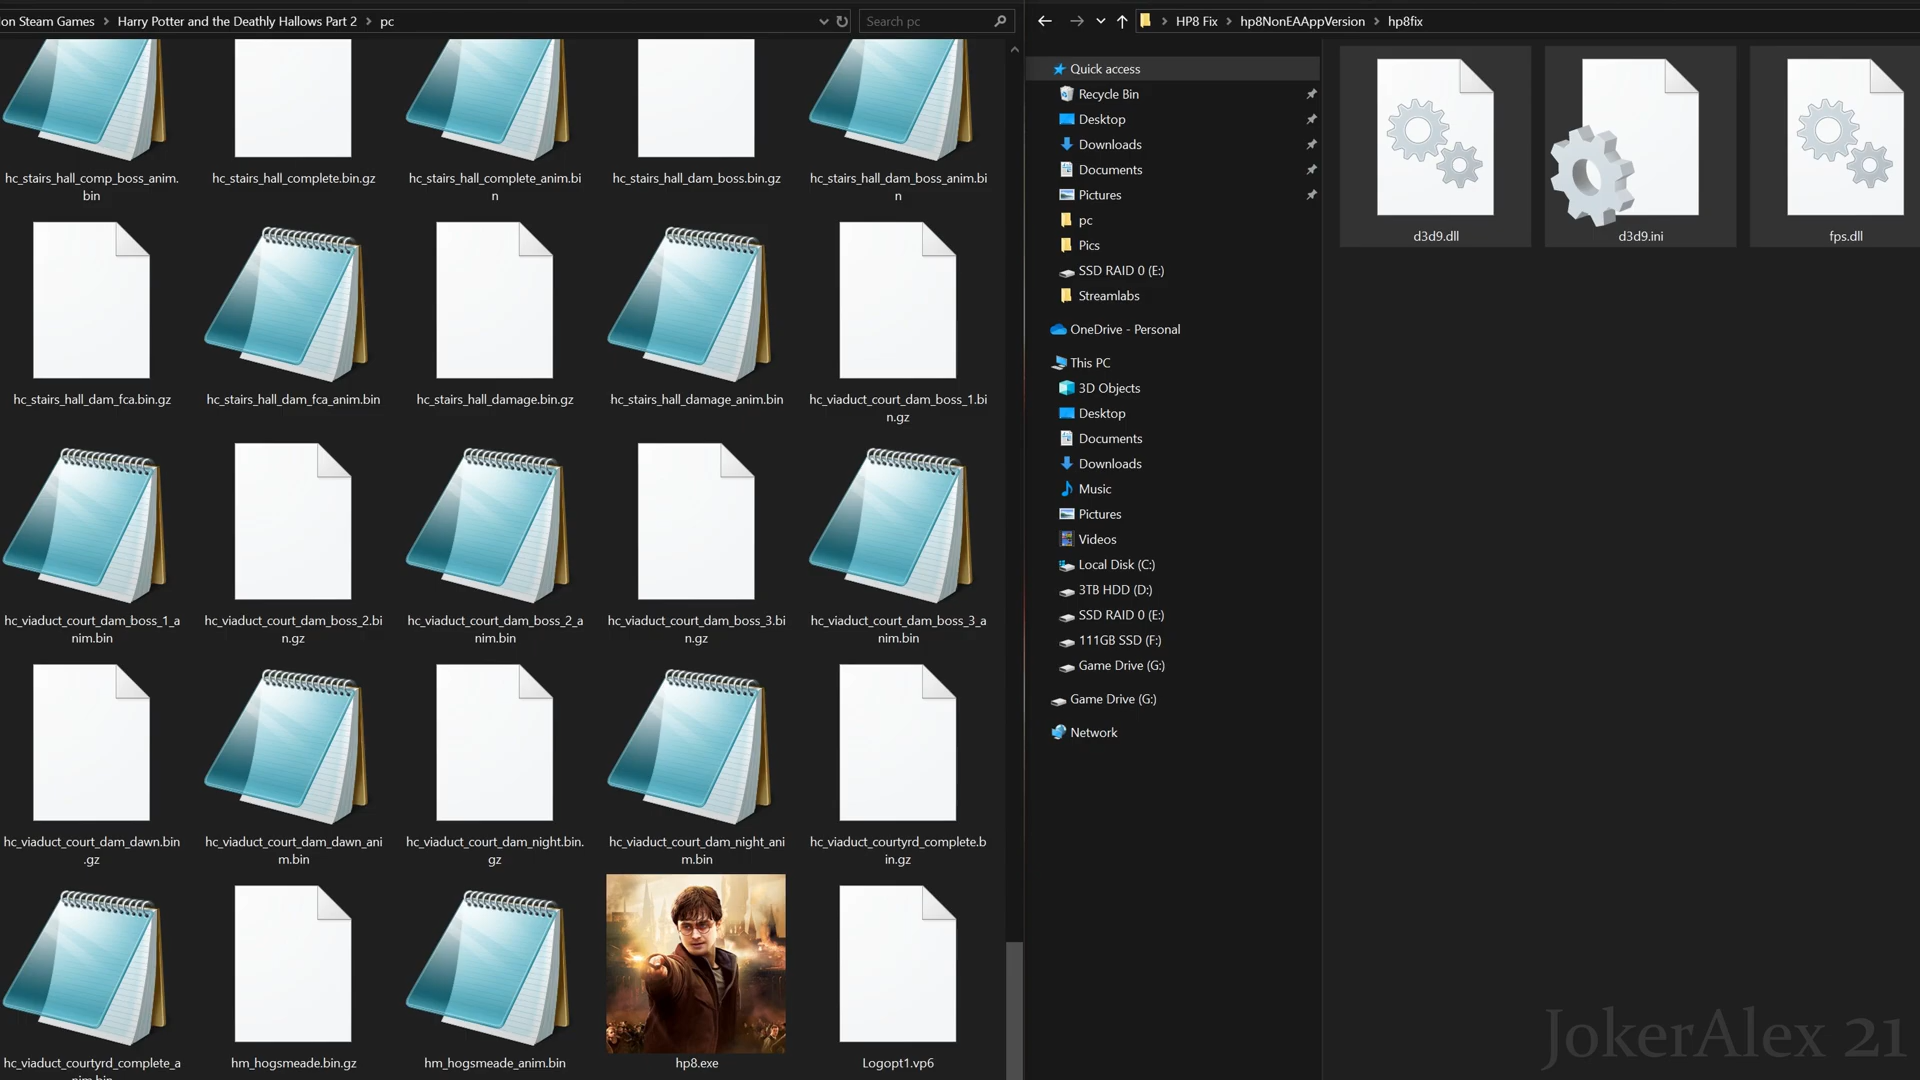 on Steam Games > Harry Potter and the Deathly Hallows Part 2 > pc
Search pc
hc_stairs_hall_comp_boss_anim.
bin
hc_stairs_hall_complete.bin.gz
hc_stairs_hall_complete_anim.bi
n
hc_stairs_hall_dam_boss.bin.gz
hc_stairs_hall_dam_boss_anim.bi
n
hc_stairs_hall_dam_fca.bin.gz
hc_stairs_hall_dam_fca_anim.bin
hc_stairs_hall_damage.bin.gz
hc_stairs_hall_damage_anim.bin
hc_viaduct_court_dam_boss_1.bi
n.gz
hc_viaduct_court_dam_boss_1_a
nim.bin
hc_viaduct_court_dam_boss_2.bi
n.gz
hc_viaduct_court_dam_boss_2_a
nim.bin
hc_viaduct_court_dam_boss_3.bi
n.gz
hc_viaduct_court_dam_boss_3_a
nim.bin
hc_viaduct_court_dam_dawn.bin
.gz
hc_viaduct_court_dam_dawn_ani
m.bin
hc_viaduct_court_dam_night.bin.
gz
hc_viaduct_court_dam_night_ani
m.bin
hc_viaduct_courtyrd_complete.b
in.gz
hc_viaduct_courtyrd_complete_a
nim.bin
hm_hogsmeade.bin.gz
hm_hogsmeade_anim.bin
hp8.exe
Logopt1.vp6
> HP8 Fix > hp8NonEAAppVersion > hp8fix
Quick access
Recycle Bin
Desktop
Downloads
Documents
Pictures
pc
Pics
SSD RAID 0 (E:)
Streamlabs
OneDrive - Personal
This PC
3D Objects
Desktop
Documents
Downloads
Music
Pictures
Videos
Local Disk (C:)
3TB HDD (D:)
SSD RAID 0 (E:)
111GB SSD (F:)
Game Drive (G:)
Game Drive (G:)
Network
d3d9.dll
d3d9.ini
fps.dll
JokerAlex 21